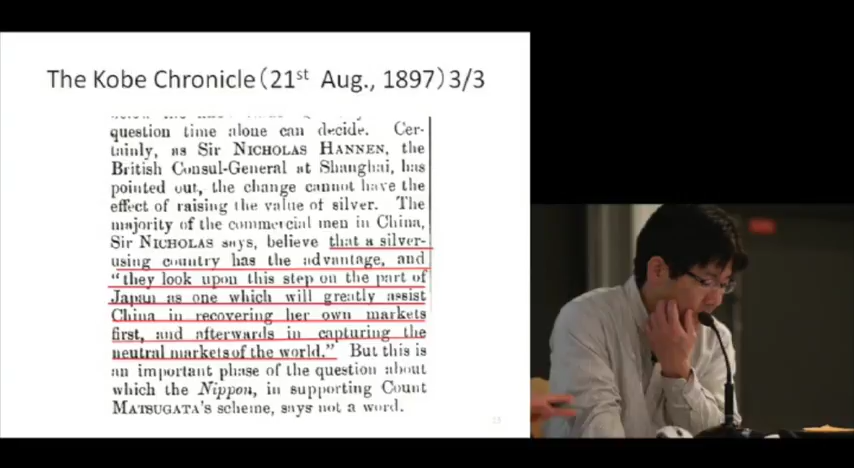 The Kobe Chronicle(21st Aug., 1897)3/3
question time alone can decide. Cer-
tainly, as Sir NICHOLAS HANNEN, the
British Consul-General at Shanghai, has
pointed out, the change cannot have the
effect of raising the value of silver. The
majority of the commercial men in China,
Sir NICHOLAS says, believe that a silver-
using country has the advantage, and
“they look upon this step on the part of
Japan as one which will greatly assist
China in recovering her own markets
first, and afterwards in capturing the
neutral markets of the world.” But this is
an important phase of the question about
which the Nippon, in supporting Count
MATSUGATA's scheme, says not a word.